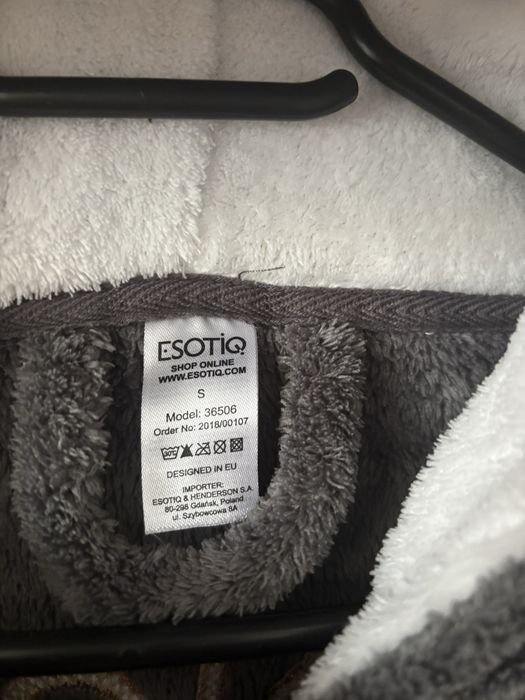 ESOTIQ
SHOP ONLINE
WWW.ESOTIQ.COM
S
Model: 36506
Order No: 2018/00107
DESIGNED IN EU
IMPORTER:
ESOTIQ & HENDERSON S.A.
80-298 Gdańsk, Poland
ul. Szybowcowa 8A